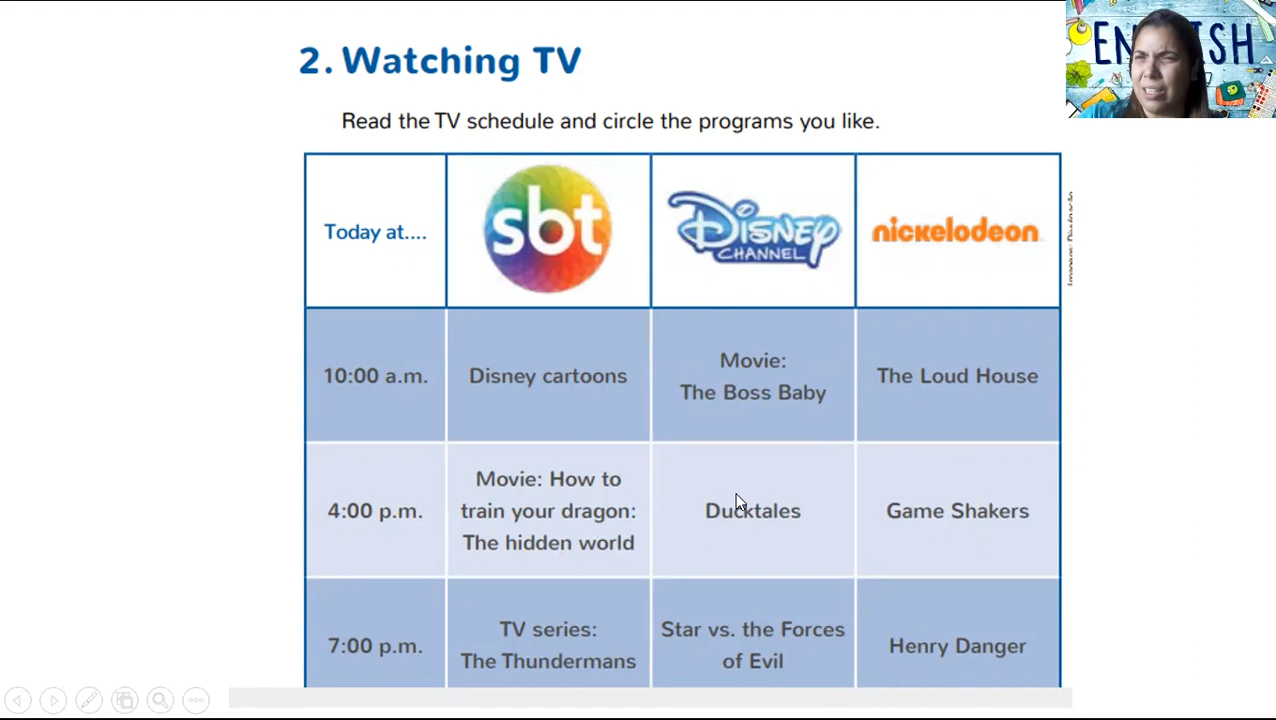 2. Watching TV
ENGLISH
Read the TV schedule and circle the programs you like.
Today at....
sbt
Disney
CHANNEL
nickelodeon
10:00 a.m.
Disney cartoons
Movie:
The Boss Baby
The Loud House
4:00 p.m.
Movie: How to
train your dragon:
The hidden world
Ducktales
Game Shakers
7:00 p.m.
TV series:
The Thundermans
Star vs. the Forces
of Evil
Henry Danger